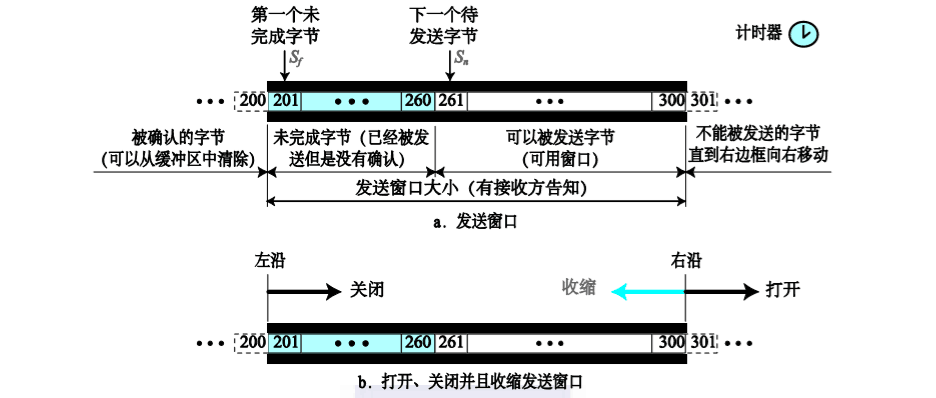 第一个未
完成字节
下一个待
发送字节
计时器
Sf
Sn
••• 200 201 ••• 260 261 ••• 300 301 •••
被确认的字节
(可以从缓冲区中清除)
未完成字节 (已经被发
送但是没有确认)
可以被发送字节
(可用窗口)
不能被发送的字节
直到右边框向右移动
发送窗口大小 (有接收方告知)
a. 发送窗口
左沿
右沿
关闭
收缩
打开
••• 200 201 ••• 260 261 ••• 300 301 •••
b. 打开、关闭并且收缩发送窗口